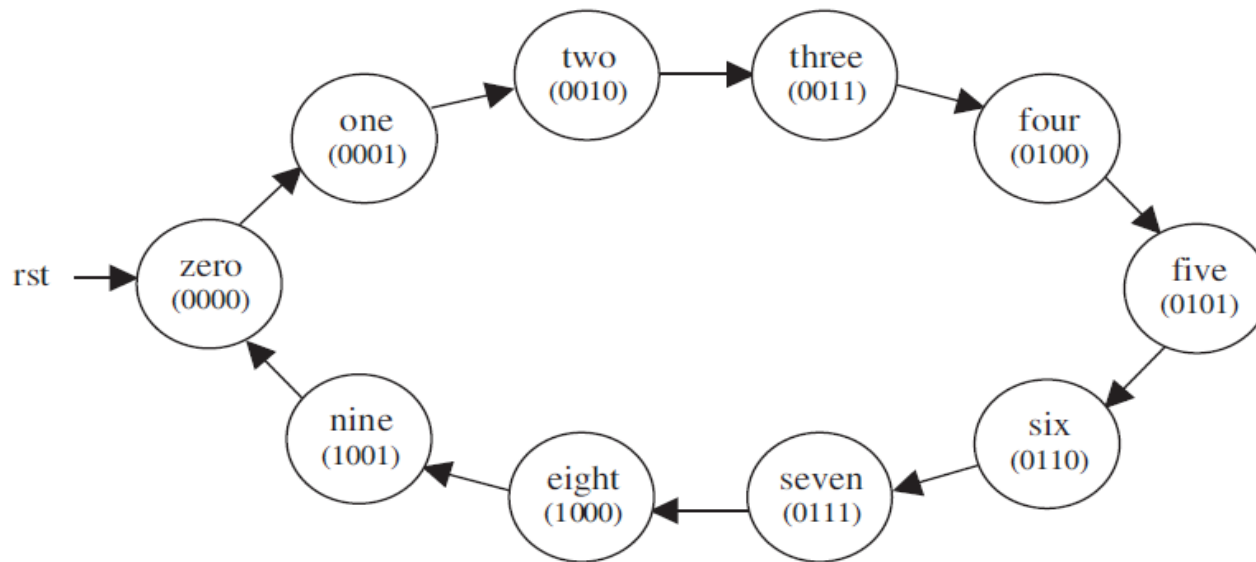 two
(0010)
three
(0011)
one
(0001)
four
(0100)
rst
zero
(0000)
five
(0101)
nine
(1001)
six
(0110)
eight
(1000)
seven
(0111)